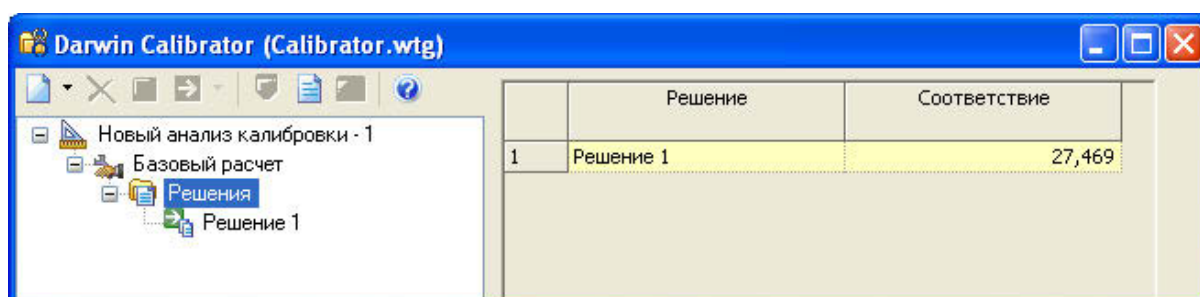 Darwin Calibrator (Calibrator.wtg)
Новый анализ калибровки - 1
Базовый расчет
Решения
Решение 1
Решение Соответствие
1 Решение 1 27,469